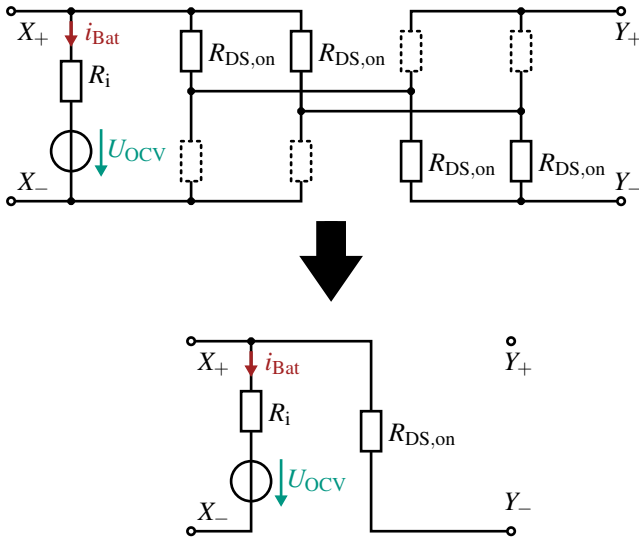 X+ iBat Y+
RDS,on RDS,on
Ri
UOCV
RDS,on RDS,on
X− Y−
X+ iBat Y+
Ri
RDS,on
UOCV
X− Y−